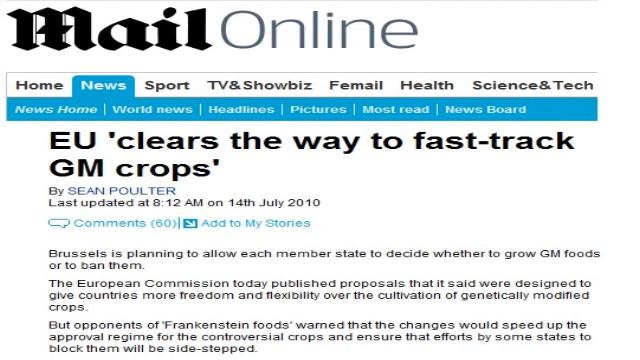 Mail Online
Home News Sport TV&Showbiz Femail Health Science&Tech
News Home | World news | Headlines | Pictures | Most read | News Board
EU 'clears the way to fast-track
GM crops'
By SEAN POULTER
Last updated at 8:12 AM on 14th July 2010
Comments (60)| Add to My Stories
Brussels is planning to allow each member state to decide whether to grow GM foods
or to ban them.
The European Commission today published proposals that it said were designed to
give countries more freedom and flexibility over the cultivation of genetically modified
crops.
But opponents of 'Frankenstein foods' warned that the changes would speed up the
approval regime for the controversial crops and ensure that efforts by some states to
block them will be side-stepped.